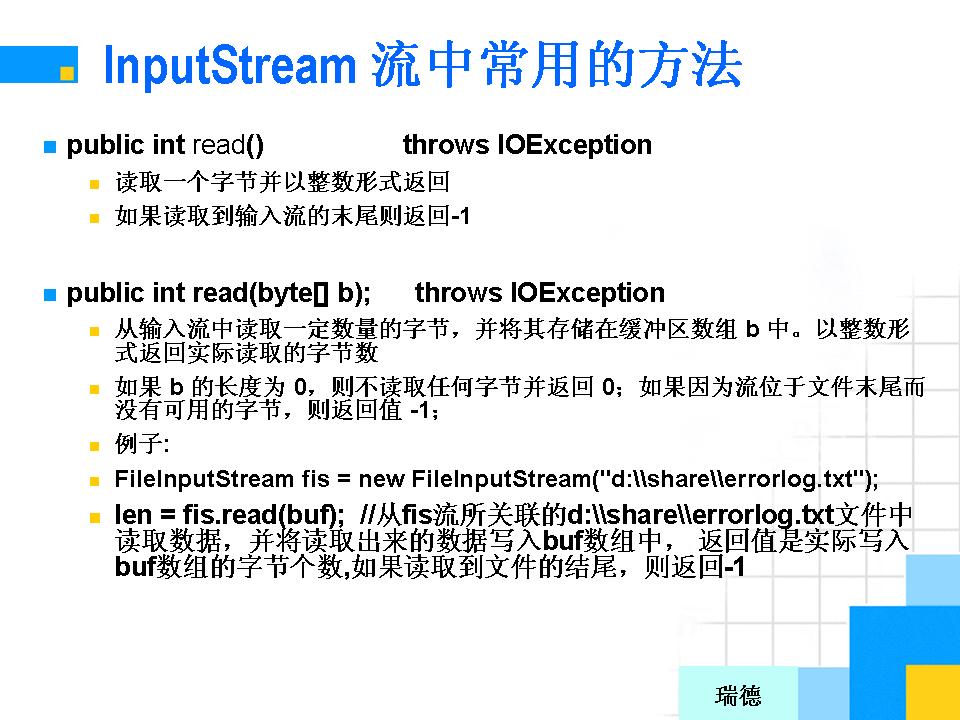 InputStream 流中常用的方法
public int read() throws IOException
读取一个字节并以整数形式返回
如果读取到输入流的末尾则返回-1
public int read(byte[] b); throws IOException
从输入流中读取一定数量的字节，并将其存储在缓冲区数组 b 中。以整数形
式返回实际读取的字节数
如果 b 的长度为 0，则不读取任何字节并返回 0；如果因为流位于文件末尾而
没有可用的字节，则返回值 -1；
例子:
FileInputStream fis = new FileInputStream("d:\\share\\errorlog.txt");
len = fis.read(buf); //从fis流所关联的d:\\share\\errorlog.txt文件中
读取数据，并将读取出来的数据写入buf数组中， 返回值是实际写入
buf数组的字节个数,如果读取到文件的结尾，则返回-1
瑞德